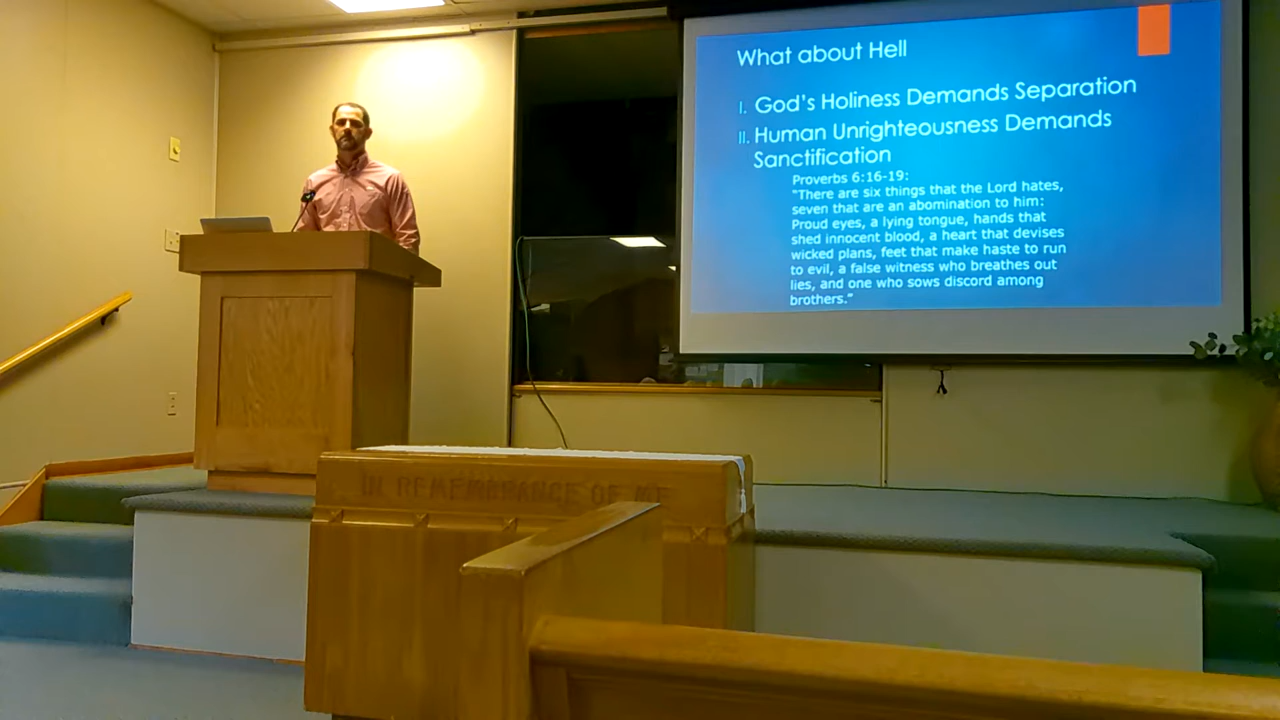 What about Hell
I. God's Holiness Demands Separation
II. Human Unrighteousness Demands
Sanctification
Proverbs 6:16-19:
"There are six things that the Lord hates,
seven that are an abomination to him:
Proud eyes, a lying tongue, hands that
shed innocent blood, a heart that devises
wicked plans, feet that make haste to run
to evil, a false witness who breathes out
lies, and one who sows discord among
brothers."
IN REMEMBRANCE OF ME